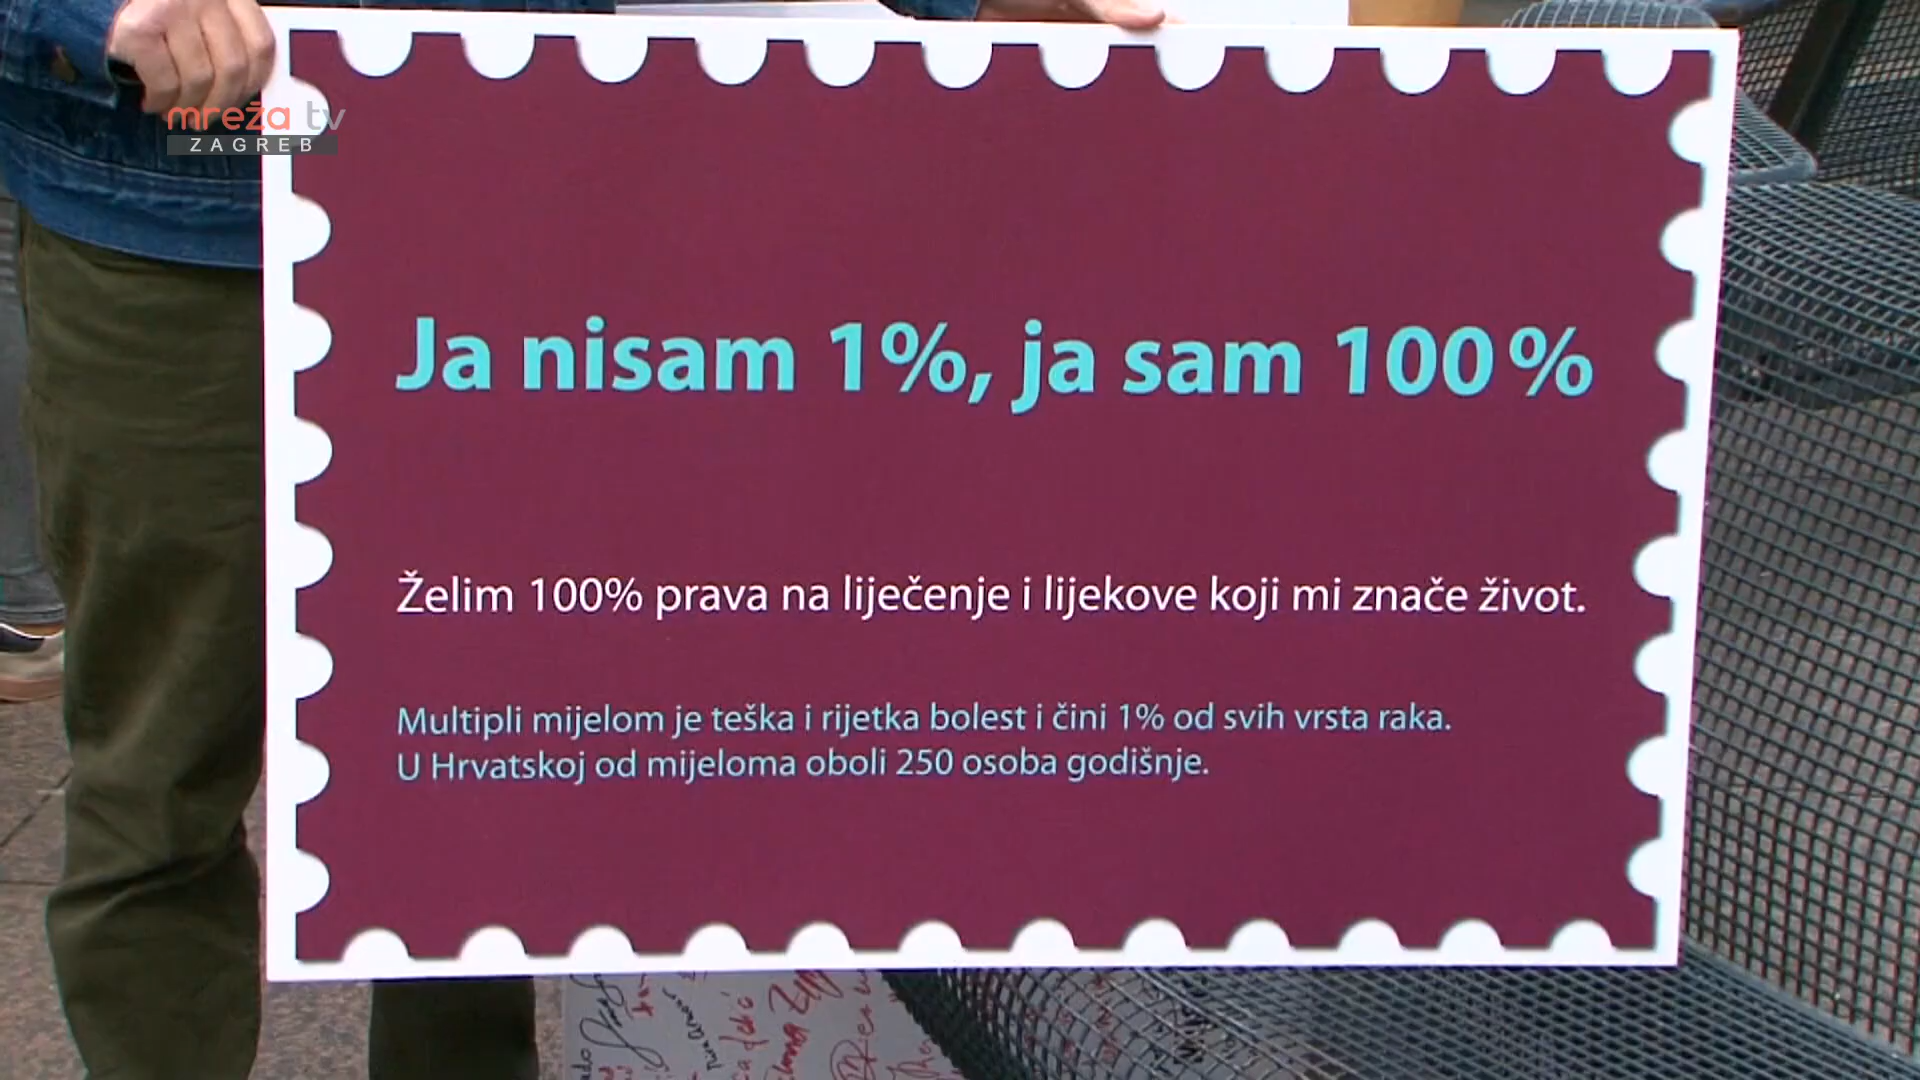 mreža tv
ZAGREB
Ja nisam 1%, ja sam 100%
Želim 100% prava na liječenje i lijekove koji mi znače život.
Multipli mijelom je teška i rijetka bolest i čini 1% od svih vrsta raka.
U Hrvatskoj od mijeloma oboli 250 osoba godišnje.